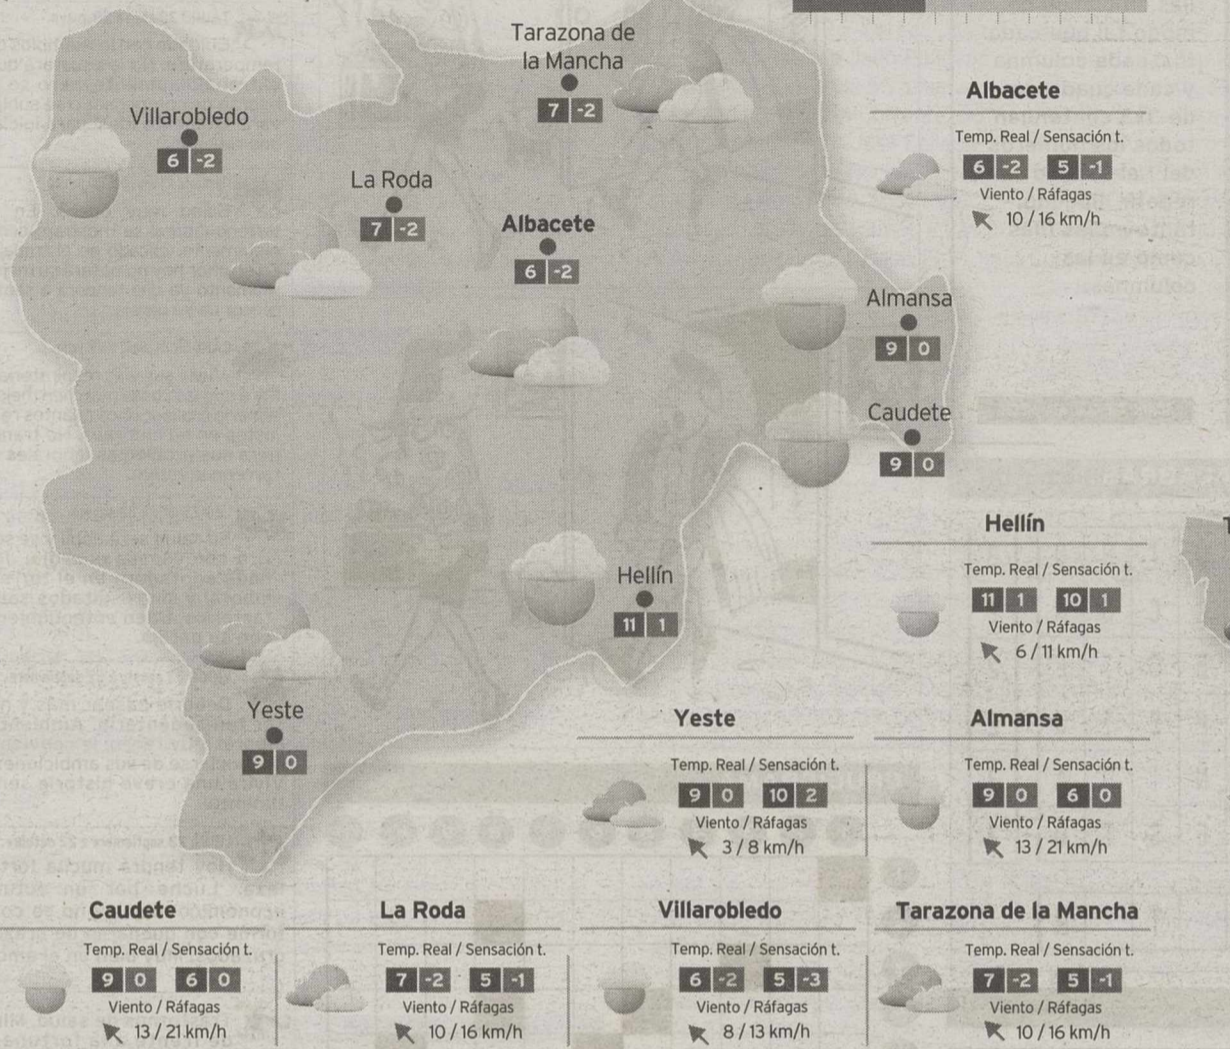 Tarazona de
la Mancha
7 -2
Villarobledo
6 -2
La Roda
7 -2
Albacete
6 -2
Almansa
9 0
Caudete
9 0
Hellín
11 1
Yeste
9 0
Albacete
Temp. Real / Sensación t.
6 -2 5 -1
Viento / Ráfagas
10 / 16 km/h
Hellín
Temp. Real / Sensación t.
11 1 10 1
Viento / Ráfagas
6 / 11 km/h
Yeste
Temp. Real / Sensación t.
9 0 10 2
Viento / Ráfagas
3 / 8 km/h
Almansa
Temp. Real / Sensación t.
9 0 6 0
Viento / Ráfagas
13 / 21 km/h
Caudete
Temp. Real / Sensación t.
9 0 6 0
Viento / Ráfagas
13 / 21 km/h
La Roda
Temp. Real / Sensación t.
7 -2 5 -1
Viento / Ráfagas
10 / 16 km/h
Villarobledo
Temp. Real / Sensación t.
6 -2 5 -3
Viento / Ráfagas
8 / 13 km/h
Tarazona de la Mancha
Temp. Real / Sensación t.
7 -2 5 -1
Viento / Ráfagas
10 / 16 km/h